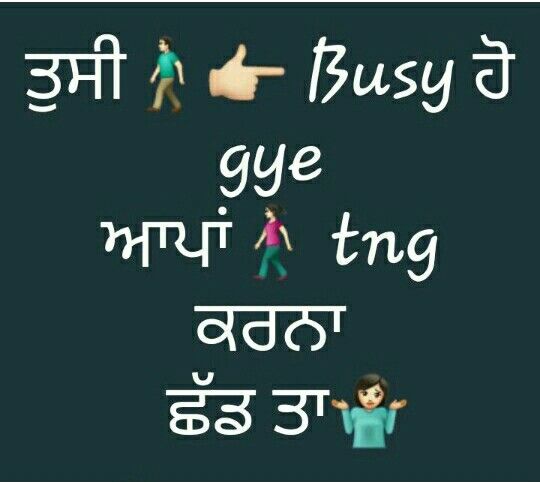 ਤੁਸੀ🚶‍♂️👉🏻 Busy ਹੋ
gye
ਆਪਾਂ🚶‍♀️ tng
ਕਰਨਾ
ਛੱਡ ਤਾ🤷🏻‍♀️